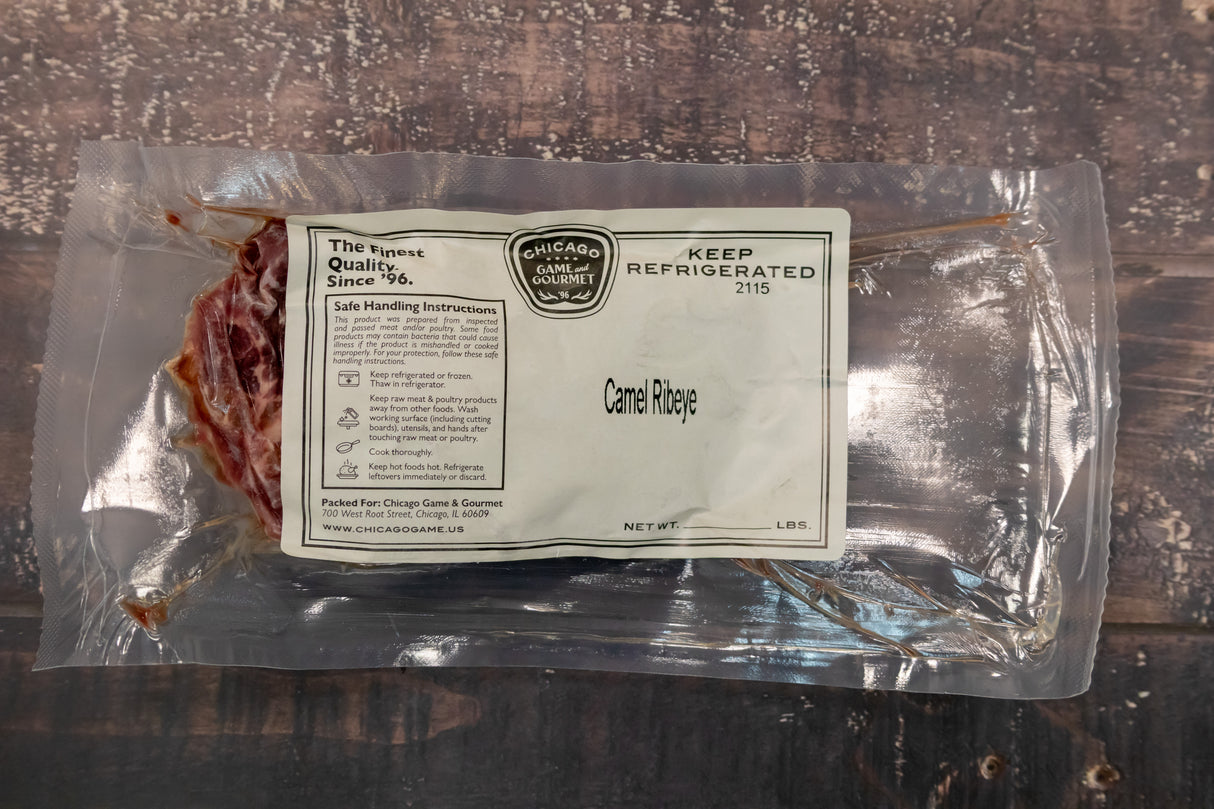 The Finest
Quality.
Since '96.
Safe Handling Instructions
This product was prepared from inspected
and passed meat and/or poultry. Some food
products may contain bacteria that could cause
illness if the product is mishandled or cooked
improperly. For your protection, follow these safe
handling instructions.
Keep refrigerated or frozen.
Thaw in refrigerator.
Keep raw meat & poultry products
away from other foods. Wash
working surface (including cutting
boards), utensils, and hands after
touching raw meat or poultry.
Cook thoroughly.
Keep hot foods hot. Refrigerate
leftovers immediately or discard.
Packed For: Chicago Game & Gourmet
700 West Root Street, Chicago, IL 60609
WWW.CHICAGOGAME.US
CHICAGO
GAME and
GOURMET
'96
KEEP
REFRIGERATED
2115
Camel Ribeye
NET WT. __________ LBS.